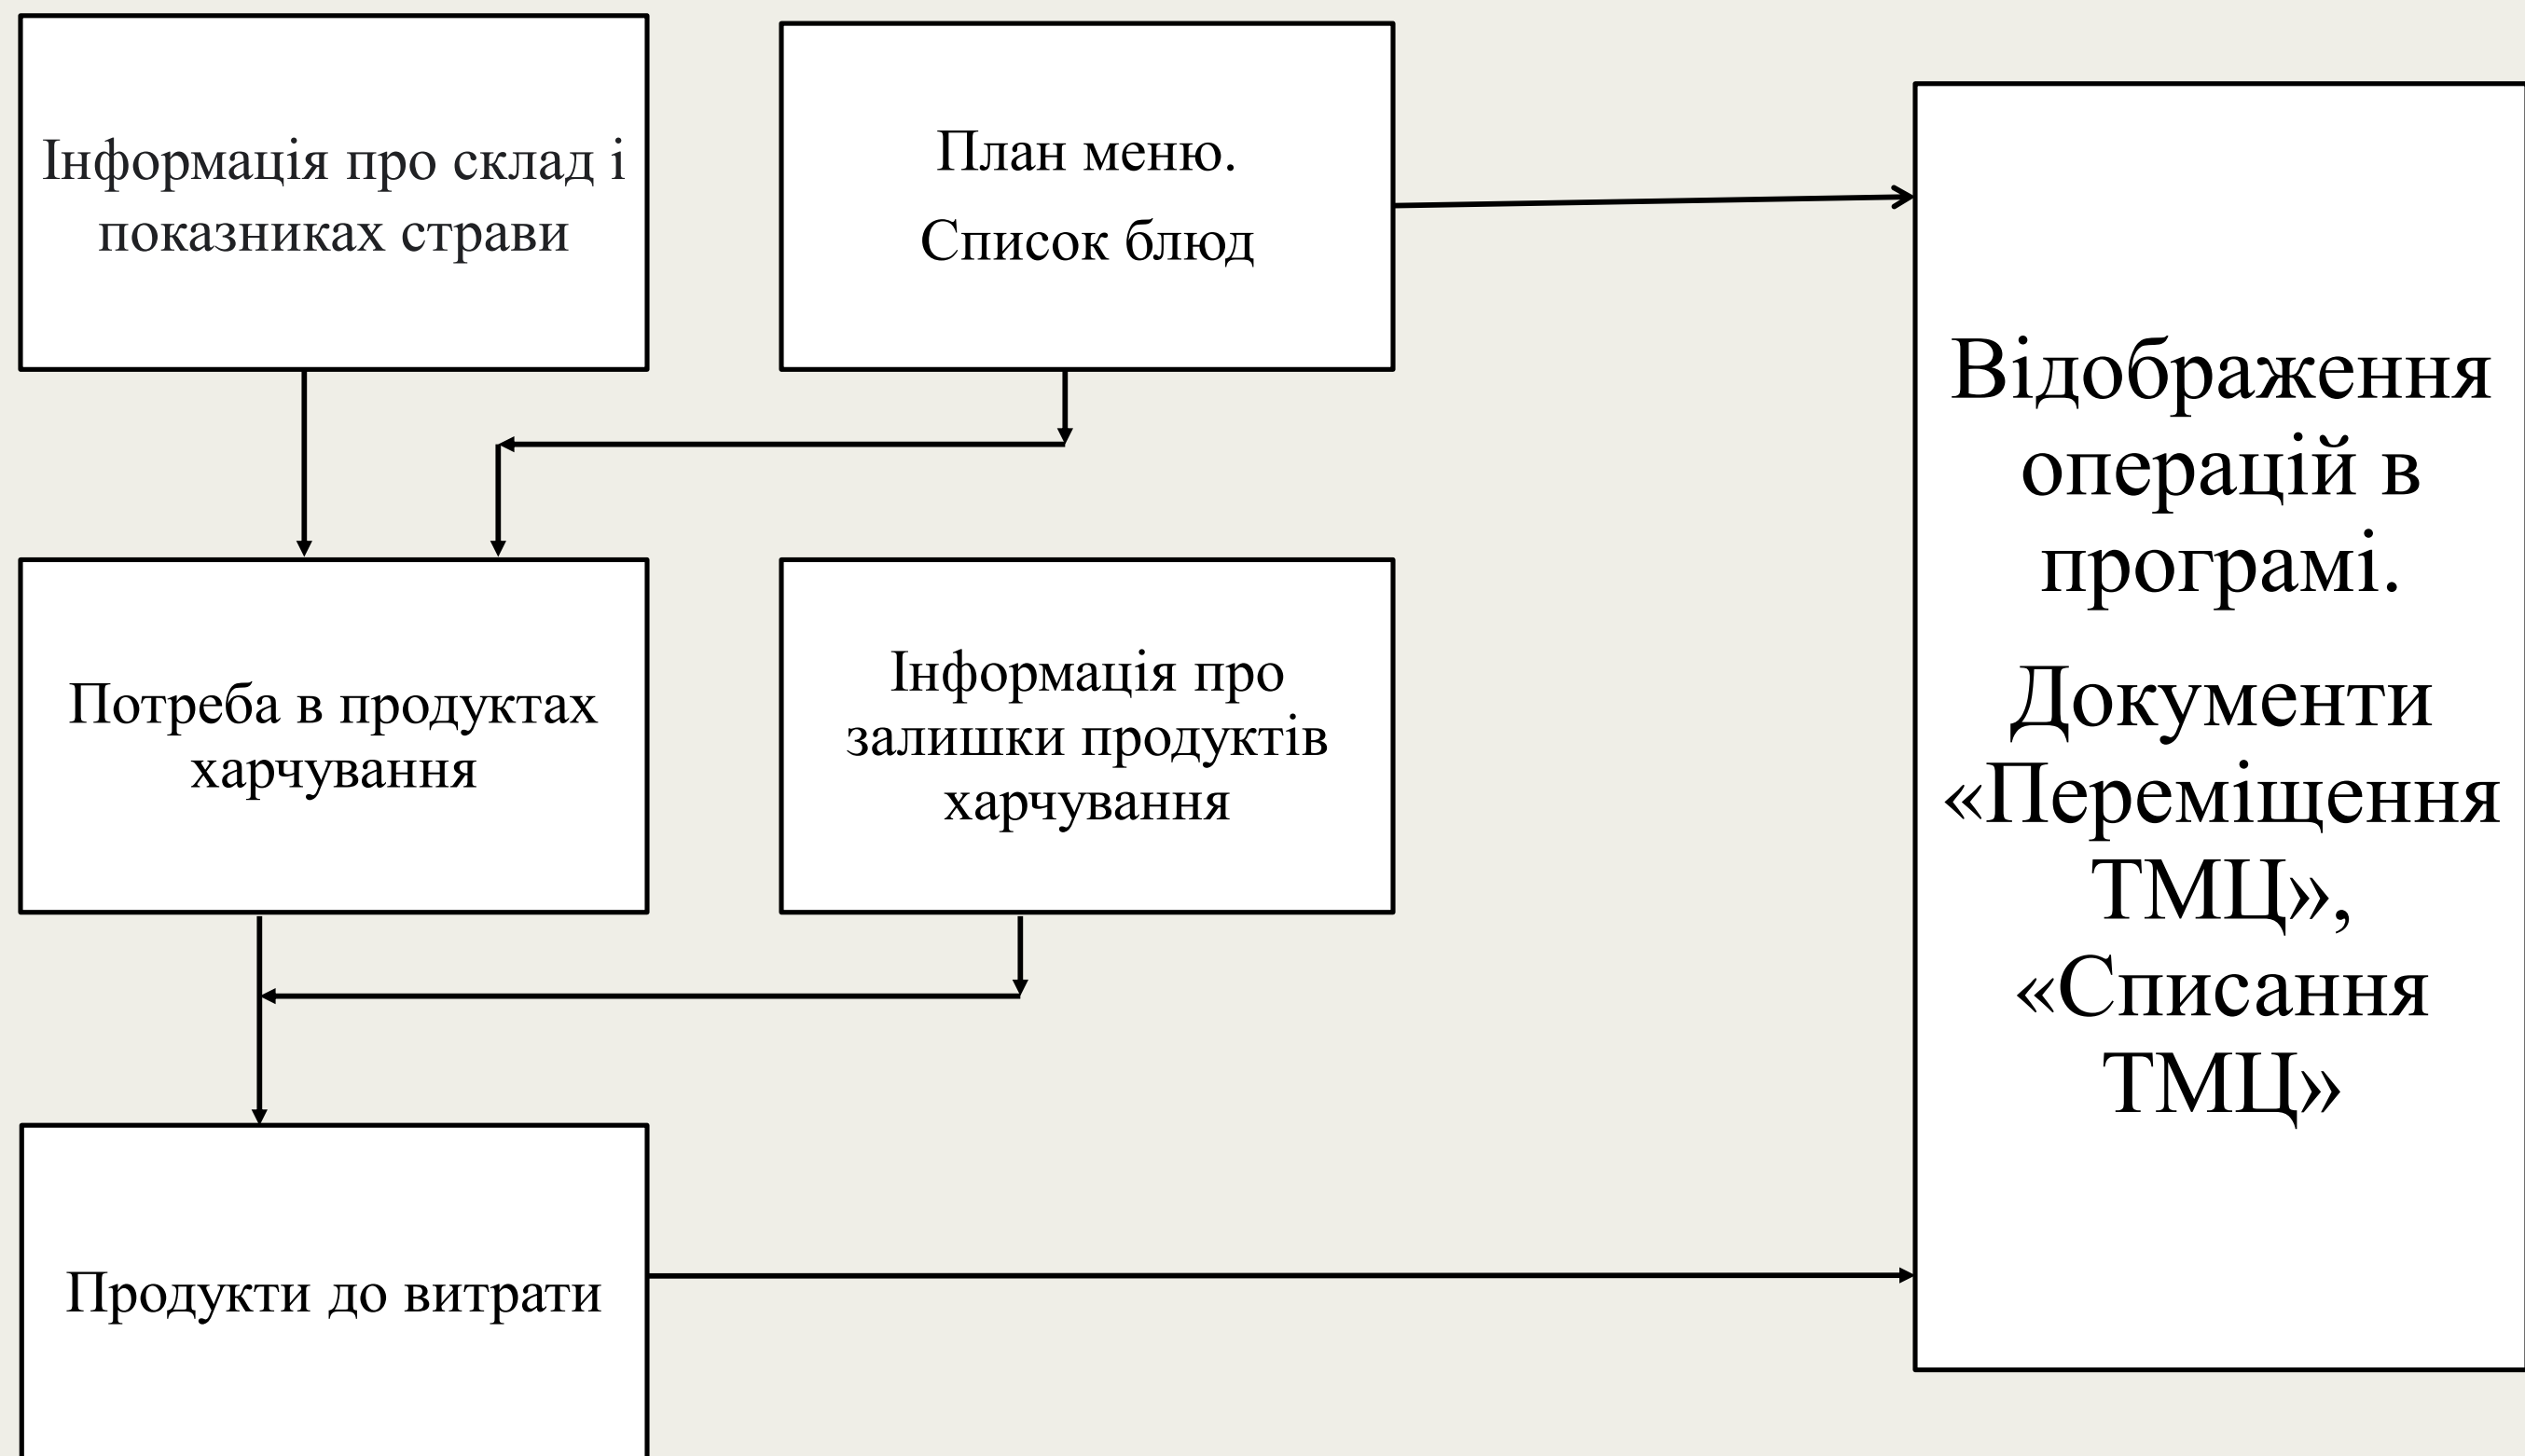 Інформація про склад і
показниках страви
План меню.
Список блюд
Потреба в продуктах
харчування
Інформація про
залишки продуктів
харчування
Продукти до витрати
Відображення
операцій в
програмі.
Документи
«Переміщення
ТМЦ»,
«Списання
ТМЦ»